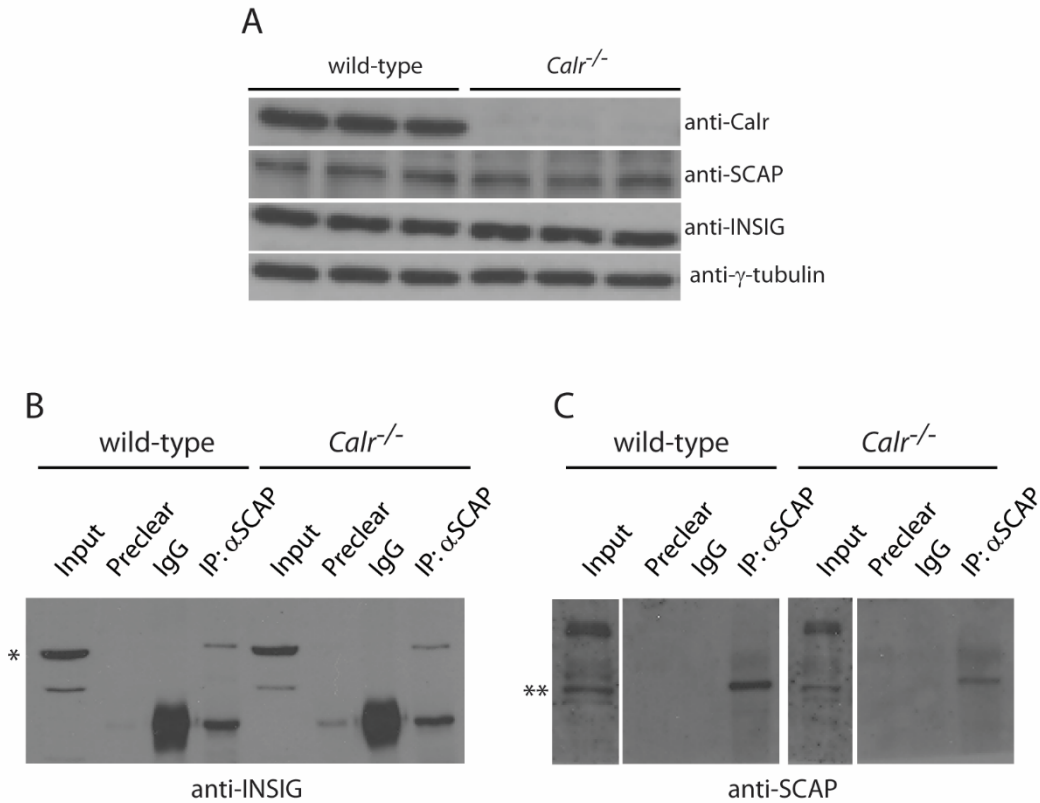 A
wild-type Calr-/-
anti-Calr
anti-SCAP
anti-INSIG
anti-γ-tubulin
B
wild-type Calr-/-
Input Preclear IgG IP: αSCAP Input Preclear IgG IP: αSCAP
*
anti-INSIG
C
wild-type Calr-/-
Input Preclear IgG IP: αSCAP Input Preclear IgG IP: αSCAP
**
anti-SCAP